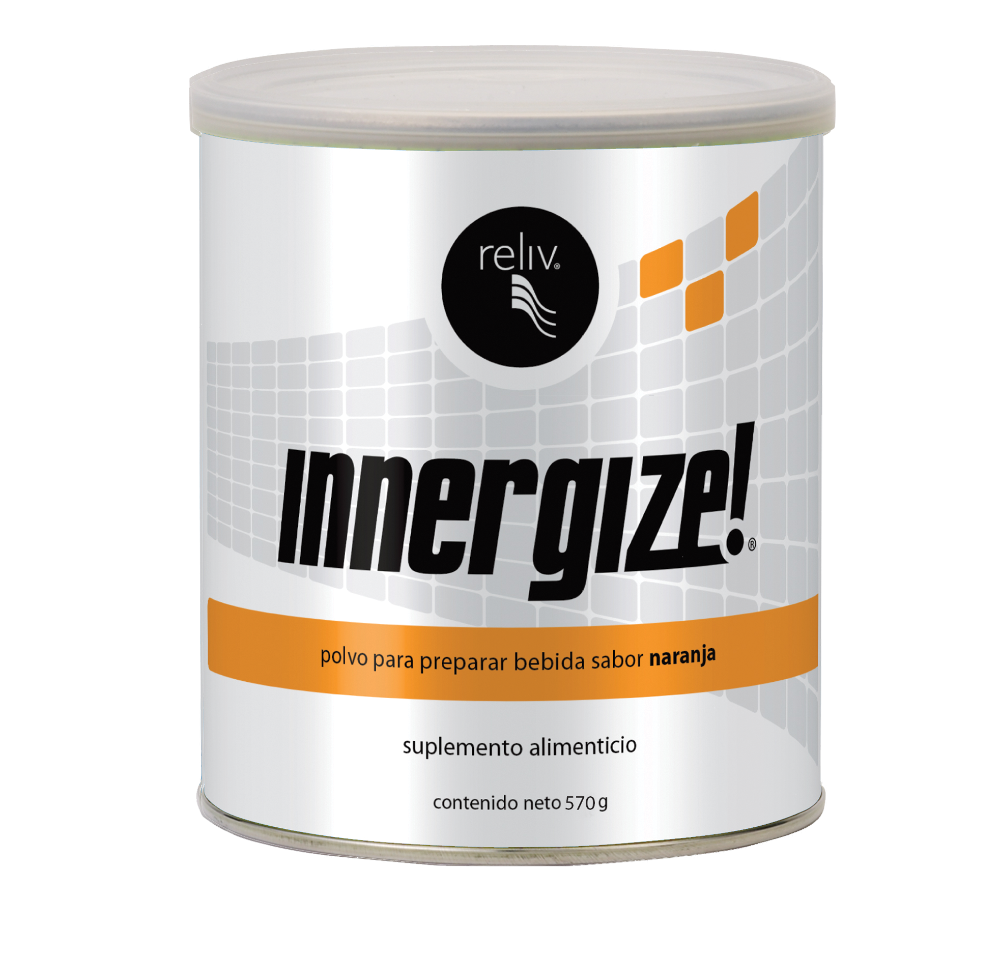 reliv®
innergize!®
polvo para preparar bebida sabor naranja
suplemento alimenticio
contenido neto 570 g